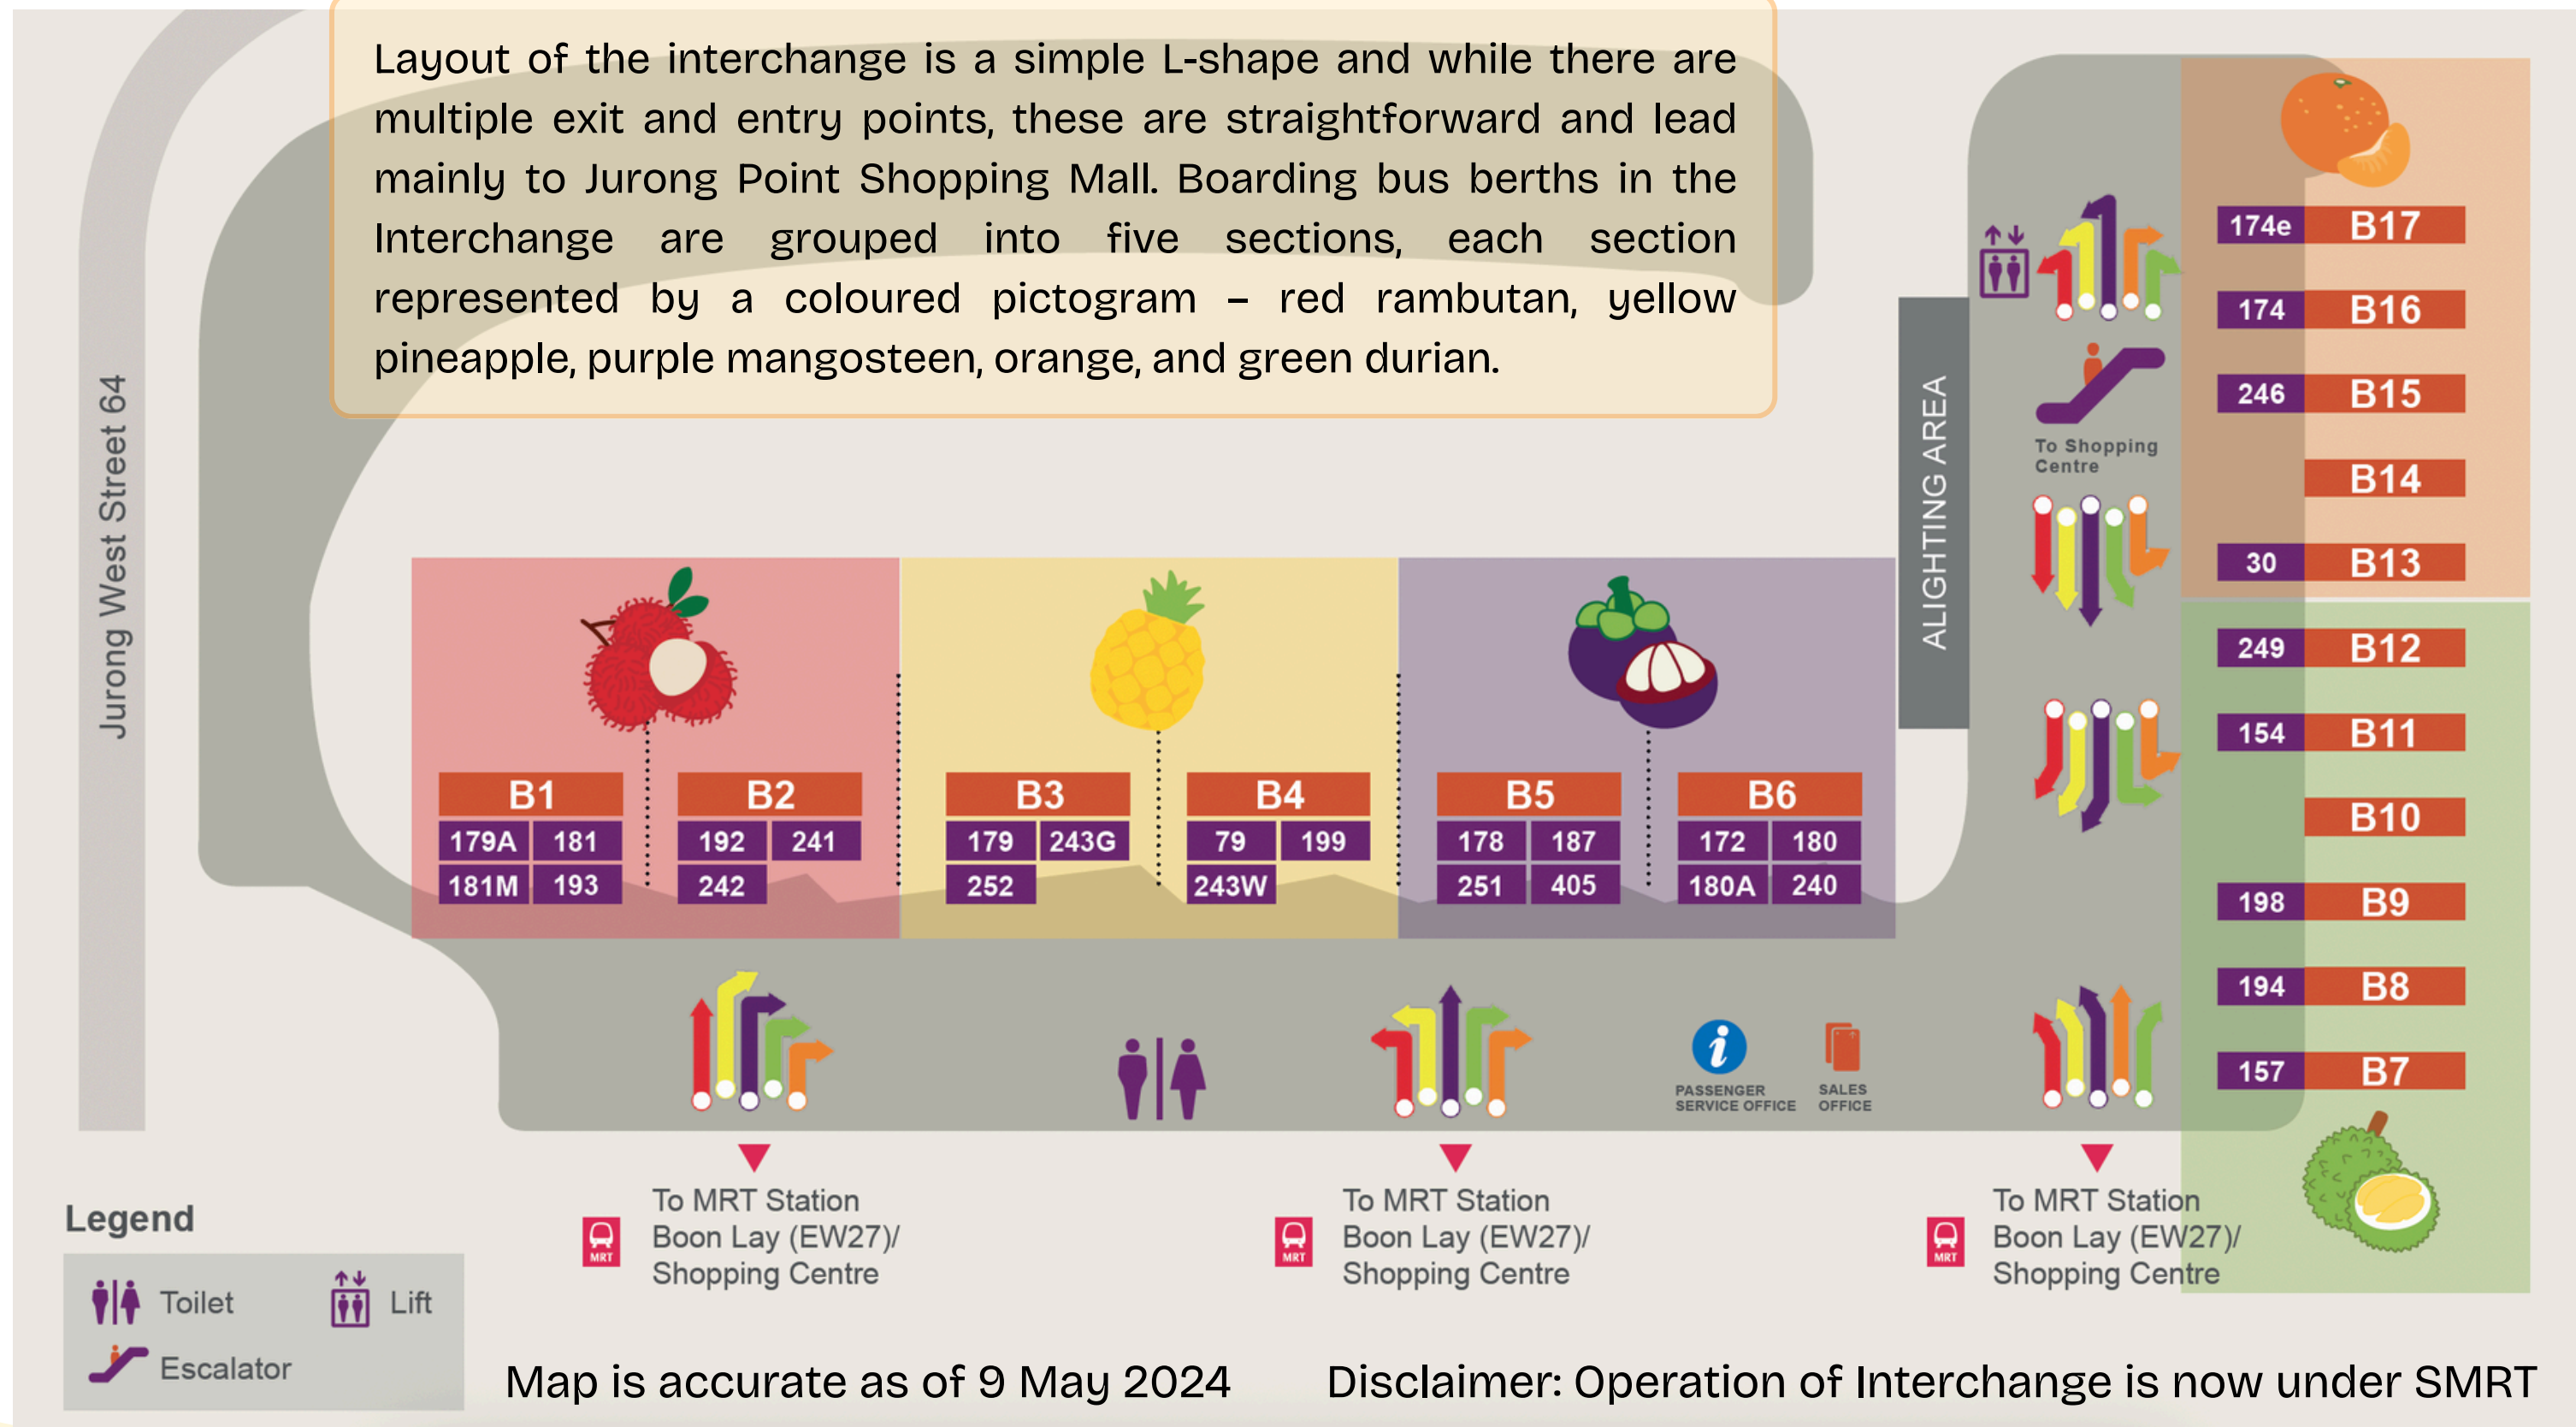 Layout of the interchange is a simple L-shape and while there are
multiple exit and entry points, these are straightforward and lead
mainly to Jurong Point Shopping Mall. Boarding bus berths in the
Interchange are grouped into five sections, each section
represented by a coloured pictogram – red rambutan, yellow
pineapple, purple mangosteen, orange, and green durian.
Jurong West Street 64
B1
179A 181
181M 193
B2
192 241
242
B3
179 243G
252
B4
79 199
243W
B5
178 187
251 405
B6
172 180
180A 240
ALIGHTING AREA
To Shopping
Centre
174e B17
174 B16
246 B15
B14
30 B13
249 B12
154 B11
B10
198 B9
194 B8
157 B7
i
PASSENGER
SERVICE OFFICE
SALES
OFFICE
MRT
To MRT Station
Boon Lay (EW27)/
Shopping Centre
MRT
To MRT Station
Boon Lay (EW27)/
Shopping Centre
MRT
To MRT Station
Boon Lay (EW27)/
Shopping Centre
Legend
Toilet
Lift
Escalator
Map is accurate as of 9 May 2024
Disclaimer: Operation of Interchange is now under SMRT